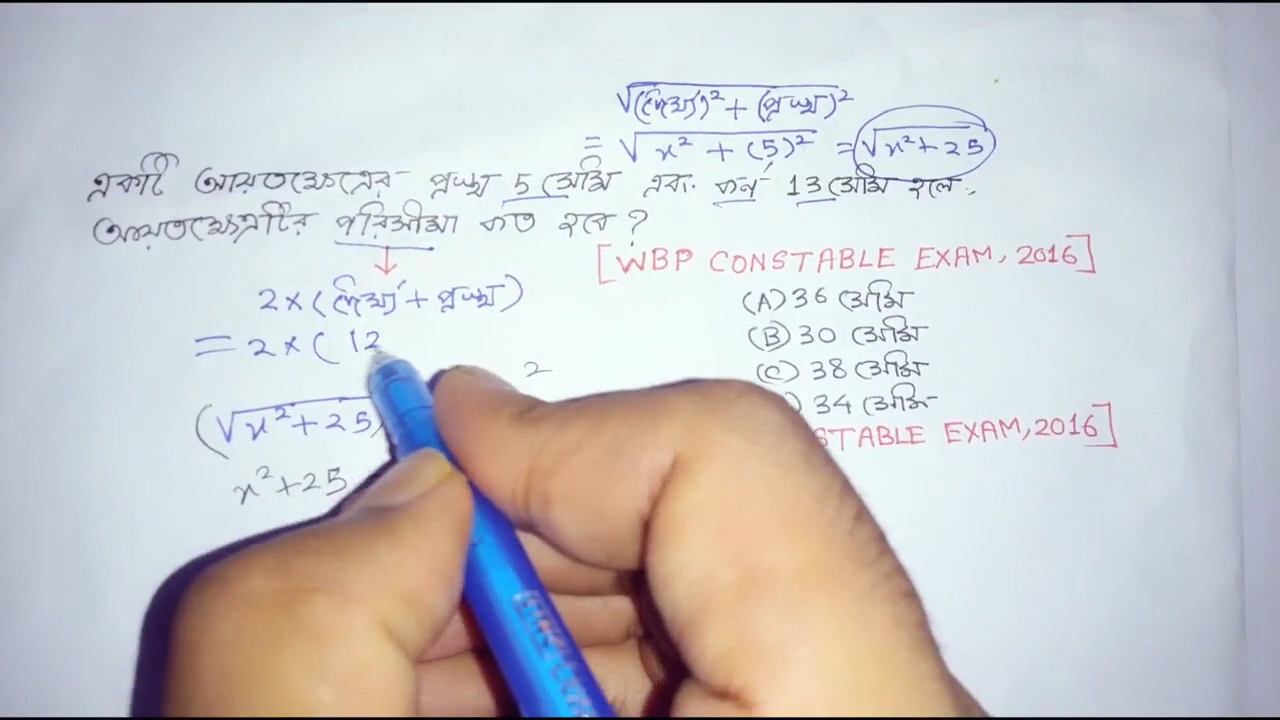 √(দৈর্ঘ্য)² + (প্রস্থ)²
= √x² + (5)² = √x² + 25
একটি আয়তক্ষেত্রের প্রস্থ 5 সেমি এবং কর্ণ 13 সেমি হলে,
আয়তক্ষেত্রটির পরিসীমা কত হবে?
[WBP CONSTABLE EXAM, 2016]
2 × (দৈর্ঘ্য + প্রস্থ)
= 2 × ( 12
(√x² + 25)
x² + 25
2
(A) 36 সেমি
(B) 30 সেমি
(C) 38 সেমি
) 34 সেমি
STABLE EXAM, 2016]